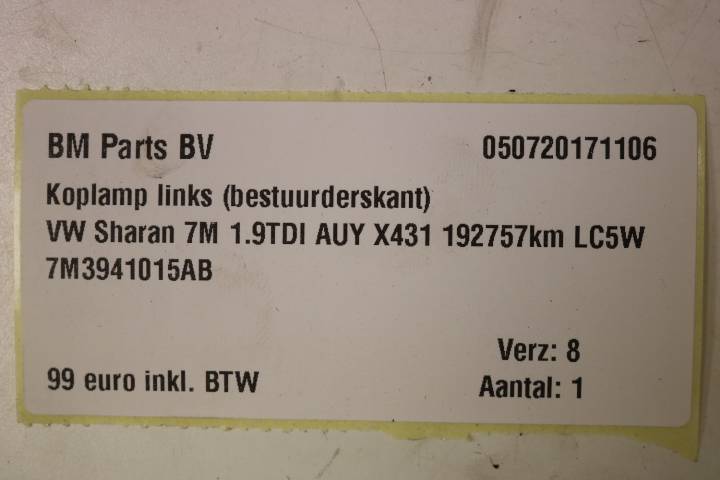 BM Parts BV 050720171106
Koplamp links (bestuurderskant)
VW Sharan 7M 1.9TDI AUY X431 192757km LC5W
7M3941015AB
Verz: 8
99 euro inkl. BTW Aantal: 1